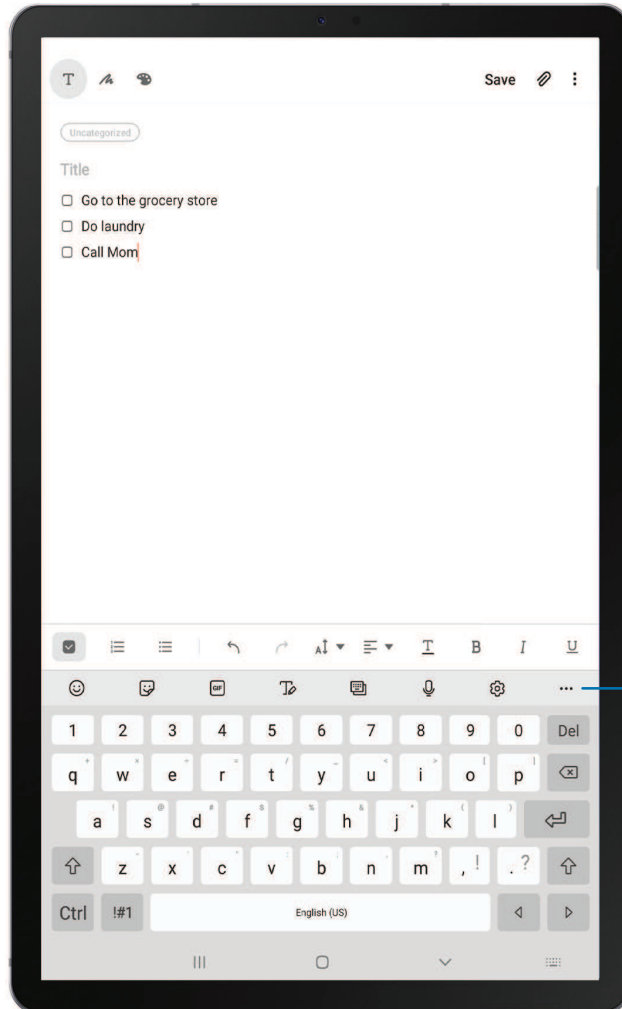 T Save
Uncategorized
Title
Go to the grocery store
Do laundry
Call Mom
T B I U
GIF T
1 2 3 4 5 6 7 8 9 0 Del
q w e r t y u i o p
a s d f g h j k l
z x c v b n m , ! . ?
Ctrl !#1 English (US)